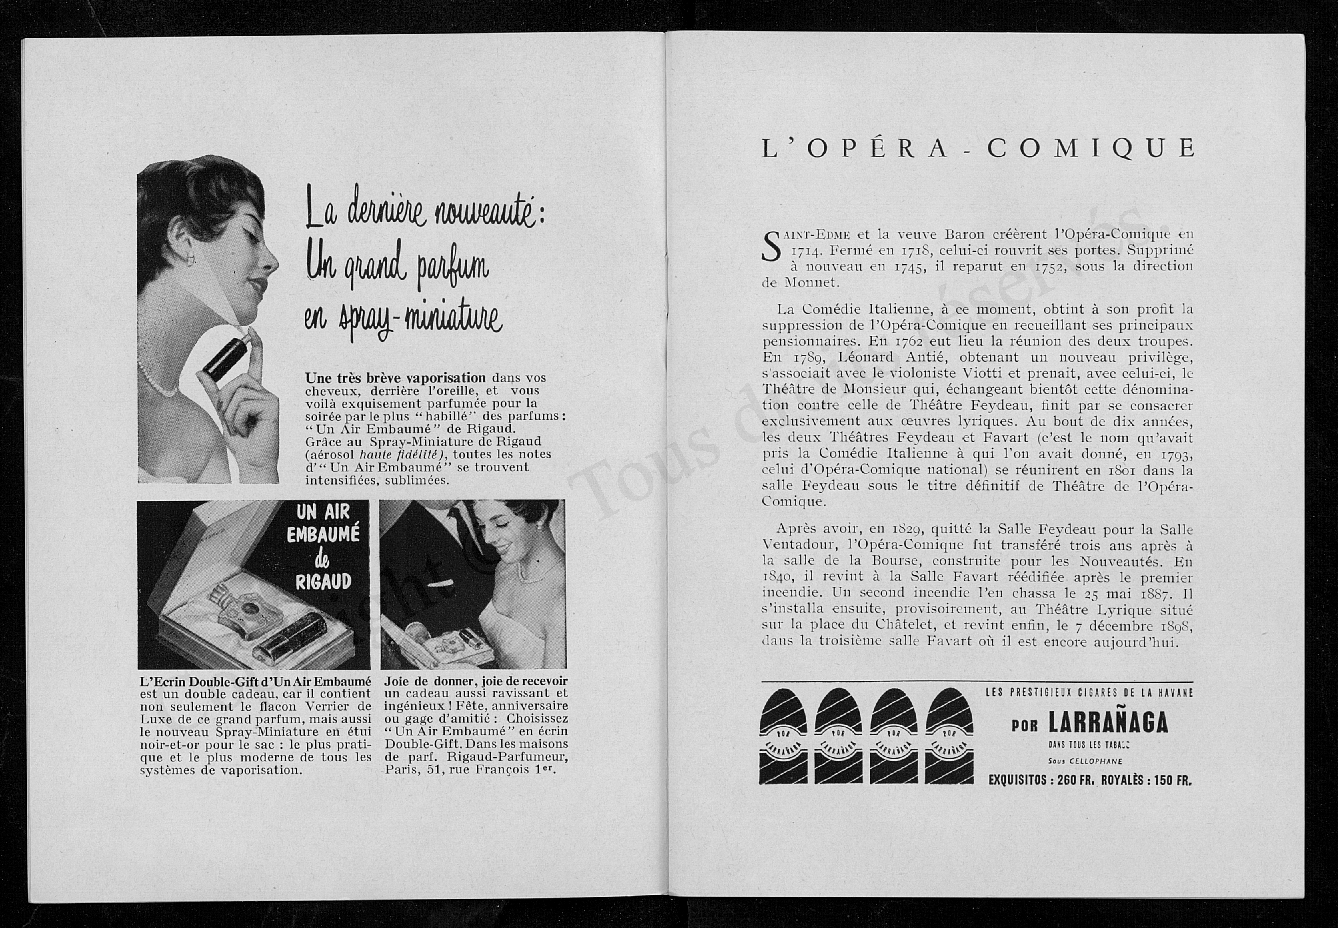 La dernière nouveauté :
Un grand parfum
en spray-miniature
Une très brève vaporisation dans vos
cheveux, derrière l'oreille, et vous
voilà exquisement parfumée pour la
soirée par le plus "habillé" des parfums :
"Un Air Embaumé" de Rigaud.
Grâce au Spray-Miniature de Rigaud
(aérosol haute fidélité), toutes les notes
d'"Un Air Embaumé" se trouvent
intensifiées, sublimées.
UN AIR
EMBAUMÉ
de
RIGAUD
L'Ecrin Double-Gift d'Un Air Embaumé
est un double cadeau, car il contient
non seulement le flacon Verrier de
Luxe de ce grand parfum, mais aussi
le nouveau Spray-Miniature en étui
noir-et-or pour le sac : le plus prati-
que et le plus moderne de tous les
systèmes de vaporisation.
Joie de donner, joie de recevoir
un cadeau aussi ravissant et
ingénieux ! Fête, anniversaire
ou gage d'amitié : Choisissez
"Un Air Embaumé" en écrin
Double-Gift. Dans les maisons
de parf. Rigaud-Parfumeur,
Paris, 51, rue François 1er.
L'OPÉRA-COMIQUE
SAINT-EDME et la veuve Baron créèrent l'Opéra-Comique en
1714. Fermé en 1718, celui-ci rouvrit ses portes. Supprimé
à nouveau en 1745, il reparut en 1752, sous la direction
de Monnet.
La Comédie Italienne, à ce moment, obtint à son profit la
suppression de l'Opéra-Comique en recueillant ses principaux
pensionnaires. En 1762 eut lieu la réunion des deux troupes.
En 1789, Léonard Antié, obtenant un nouveau privilège,
s'associait avec le violoniste Viotti et prenait, avec celui-ci, le
Théâtre de Monsieur qui, échangeant bientôt cette dénomina-
tion contre celle de Théâtre Feydeau, finit par se consacrer
exclusivement aux œuvres lyriques. Au bout de dix années,
les deux Théâtres Feydeau et Favart (c'est le nom qu'avait
pris la Comédie Italienne à qui l'on avait donné, en 1793,
celui d'Opéra-Comique national) se réunirent en 1801 dans la
salle Feydeau sous le titre définitif de Théâtre de l'Opéra-
Comique.
Après avoir, en 1829, quitté la Salle Feydeau pour la Salle
Ventadour, l'Opéra-Comique fut transféré trois ans après à
la salle de la Bourse, construite pour les Nouveautés. En
1840, il revint à la Salle Favart réédifiée après le premier
incendie. Un second incendie l'en chassa le 25 mai 1887. Il
s'installa ensuite, provisoirement, au Théâtre Lyrique situé
sur la place du Châtelet, et revint enfin, le 7 décembre 1898,
dans la troisième salle Favart où il est encore aujourd'hui.
POR LARRAÑAGA
POR LARRAÑAGA
POR LARRAÑAGA
POR LARRAÑAGA
LES PRESTIGIEUX CIGARES DE LA HAVANE
POR LARRAÑAGA
DANS TOUS LES TABACS
Sous CELLOPHANE
EXQUISITOS : 260 FR. ROYALÈS : 150 FR.